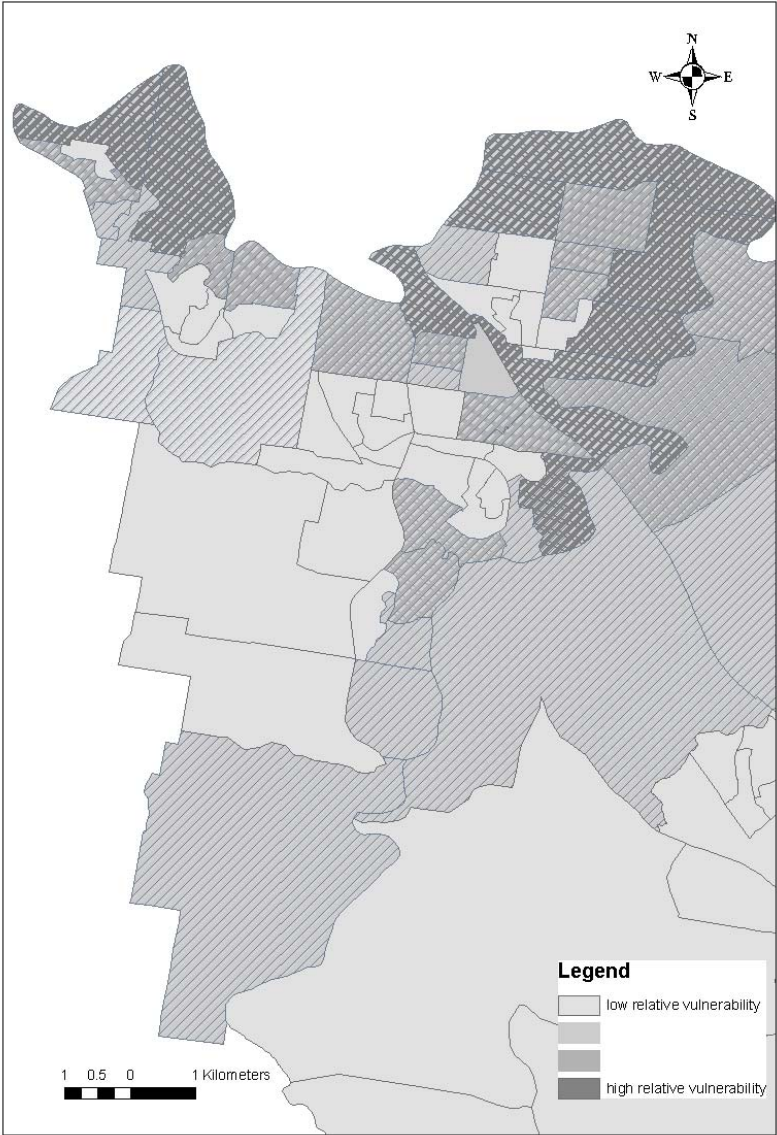 N
W E
S
Legend
low relative vulnerability
high relative vulnerability
1 0.5 0 1 Kilometers